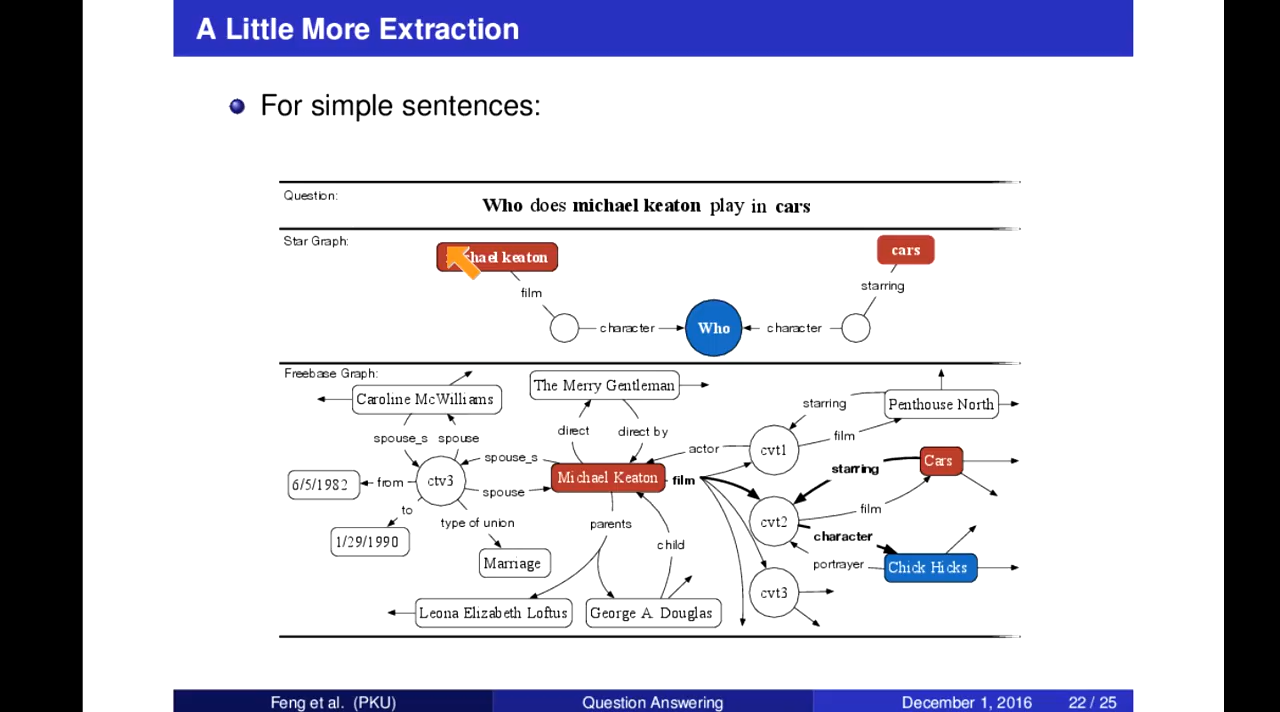 A Little More Extraction
For simple sentences:
Question:
Who does michael keaton play in cars
Star Graph:
keaton
cars
film
starring
character
Who
character
Freebase Graph:
Caroline McWilliams
The Merry Gentleman
Penthouse North
starring
spouse_s
spouse
direct
direct by
film
actor
cvt1
spouse_s
Cars
starring
6/5/1982
from
ctv3
spouse
Michael Keaton
film
film
to
type of union
parents
cvt2
character
1/29/1990
child
portrayer
Chick Hicks
Marriage
cvt3
Leona Elizabeth Loftus
George A. Douglas
Feng et al. (PKU)
Question Answering
December 1, 2016
22 / 25